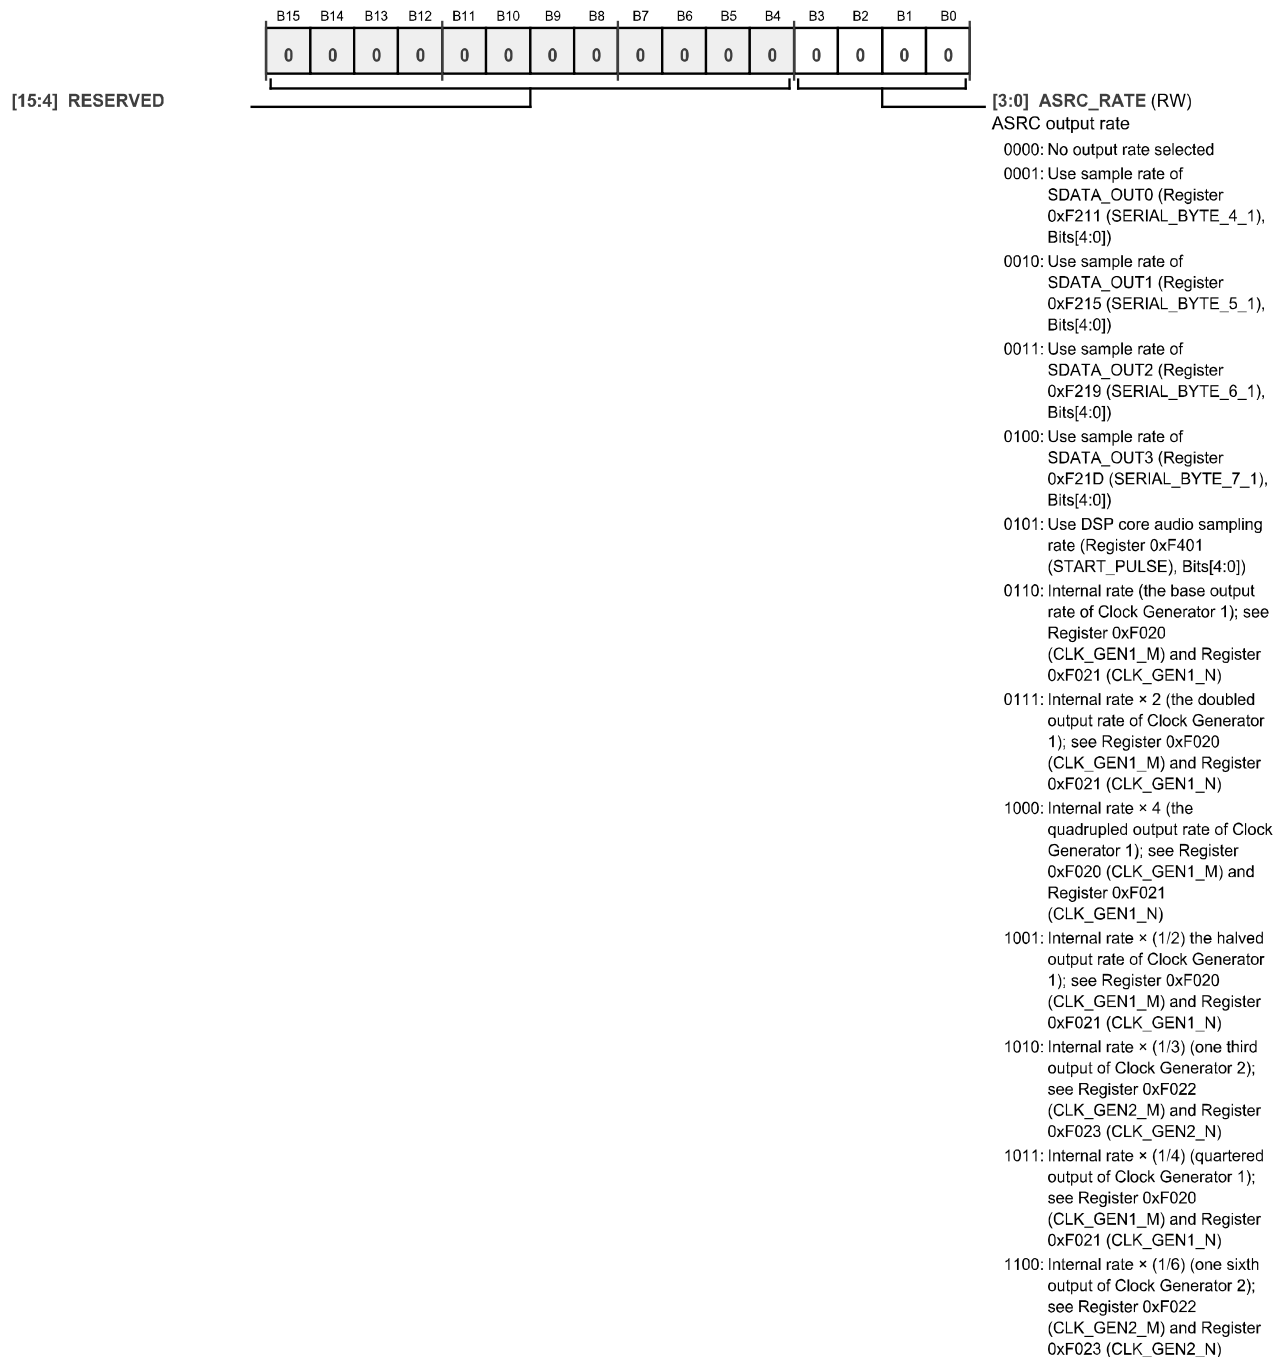 B15 B14 B13 B12 B11 B10 B9 B8 B7 B6 B5 B4 B3 B2 B1 B0
0 0 0 0 0 0 0 0 0 0 0 0 0 0 0 0
[15:4] RESERVED
[3:0] ASRC_RATE (RW)
ASRC output rate
0000: No output rate selected
0001: Use sample rate of
SDATA_OUT0 (Register
0xF211 (SERIAL_BYTE_4_1),
Bits[4:0])
0010: Use sample rate of
SDATA_OUT1 (Register
0xF215 (SERIAL_BYTE_5_1),
Bits[4:0])
0011: Use sample rate of
SDATA_OUT2 (Register
0xF219 (SERIAL_BYTE_6_1),
Bits[4:0])
0100: Use sample rate of
SDATA_OUT3 (Register
0xF21D (SERIAL_BYTE_7_1),
Bits[4:0])
0101: Use DSP core audio sampling
rate (Register 0xF401
(START_PULSE), Bits[4:0])
0110: Internal rate (the base output
rate of Clock Generator 1); see
Register 0xF020
(CLK_GEN1_M) and Register
0xF021 (CLK_GEN1_N)
0111: Internal rate × 2 (the doubled
output rate of Clock Generator
1); see Register 0xF020
(CLK_GEN1_M) and Register
0xF021 (CLK_GEN1_N)
1000: Internal rate × 4 (the
quadrupled output rate of Clock
Generator 1); see Register
0xF020 (CLK_GEN1_M) and
Register 0xF021
(CLK_GEN1_N)
1001: Internal rate × (1/2) the halved
output rate of Clock Generator
1); see Register 0xF020
(CLK_GEN1_M) and Register
0xF021 (CLK_GEN1_N)
1010: Internal rate × (1/3) (one third
output of Clock Generator 2);
see Register 0xF022
(CLK_GEN2_M) and Register
0xF023 (CLK_GEN2_N)
1011: Internal rate × (1/4) (quartered
output of Clock Generator 1);
see Register 0xF020
(CLK_GEN1_M) and Register
0xF021 (CLK_GEN1_N)
1100: Internal rate × (1/6) (one sixth
output of Clock Generator 2);
see Register 0xF022
(CLK_GEN2_M) and Register
0xF023 (CLK_GEN2_N)